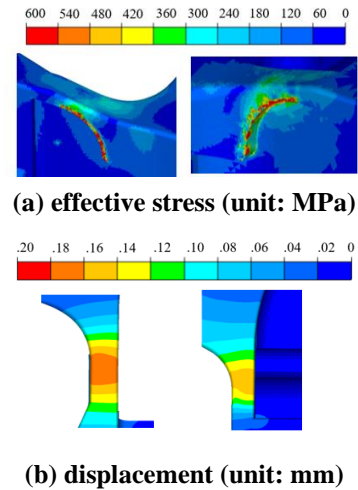 600 540 480 420 360 300 240 180 120 60 0
(a) effective stress (unit: MPa)
.20 .18 .16 .14 .12 .10 .08 .06 .04 .02 0
(b) displacement (unit: mm)